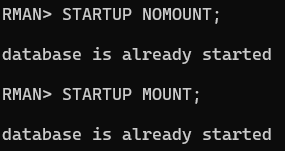 RMAN> STARTUP NOMOUNT;
database is already started
RMAN> STARTUP MOUNT;
database is already started